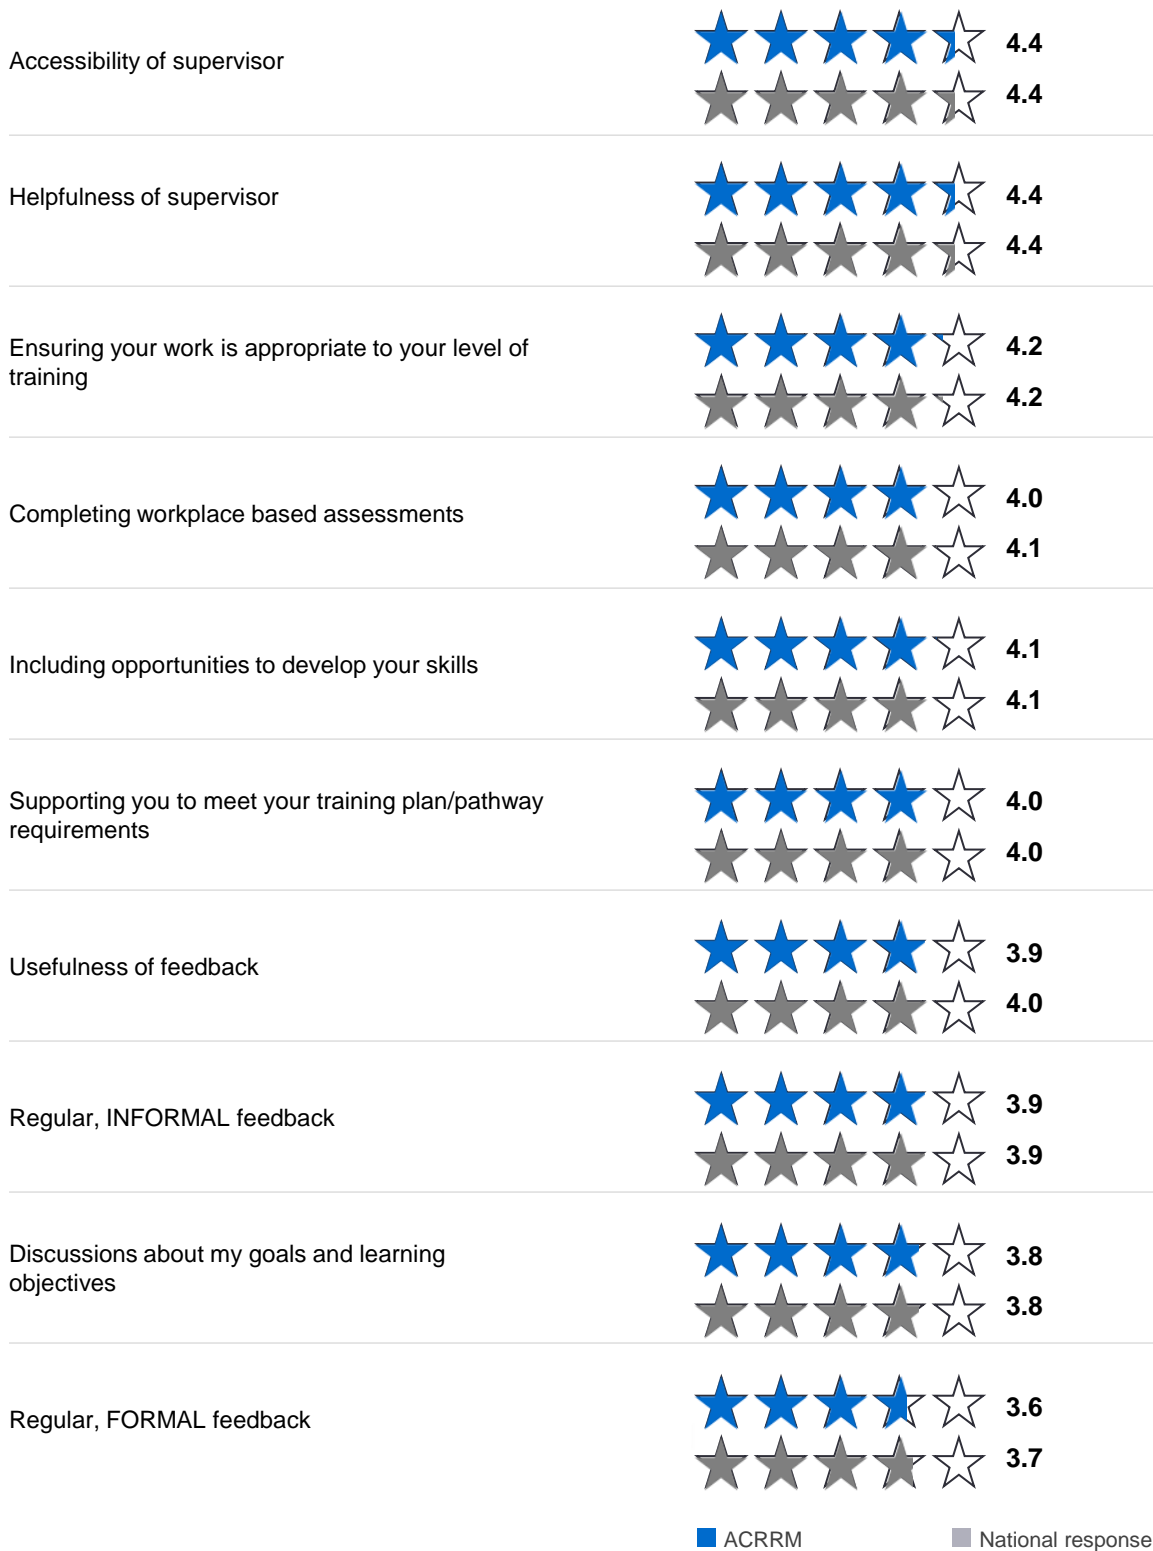 Accessibility of supervisor
4.4
4.4
Helpfulness of supervisor
4.4
4.4
Ensuring your work is appropriate to your level of
training
4.2
4.2
Completing workplace based assessments
4.0
4.1
Including opportunities to develop your skills
4.1
4.1
Supporting you to meet your training plan/pathway
requirements
4.0
4.0
Usefulness of feedback
3.9
4.0
Regular, INFORMAL feedback
3.9
3.9
Discussions about my goals and learning
objectives
3.8
3.8
Regular, FORMAL feedback
3.6
3.7
ACRRM
National response